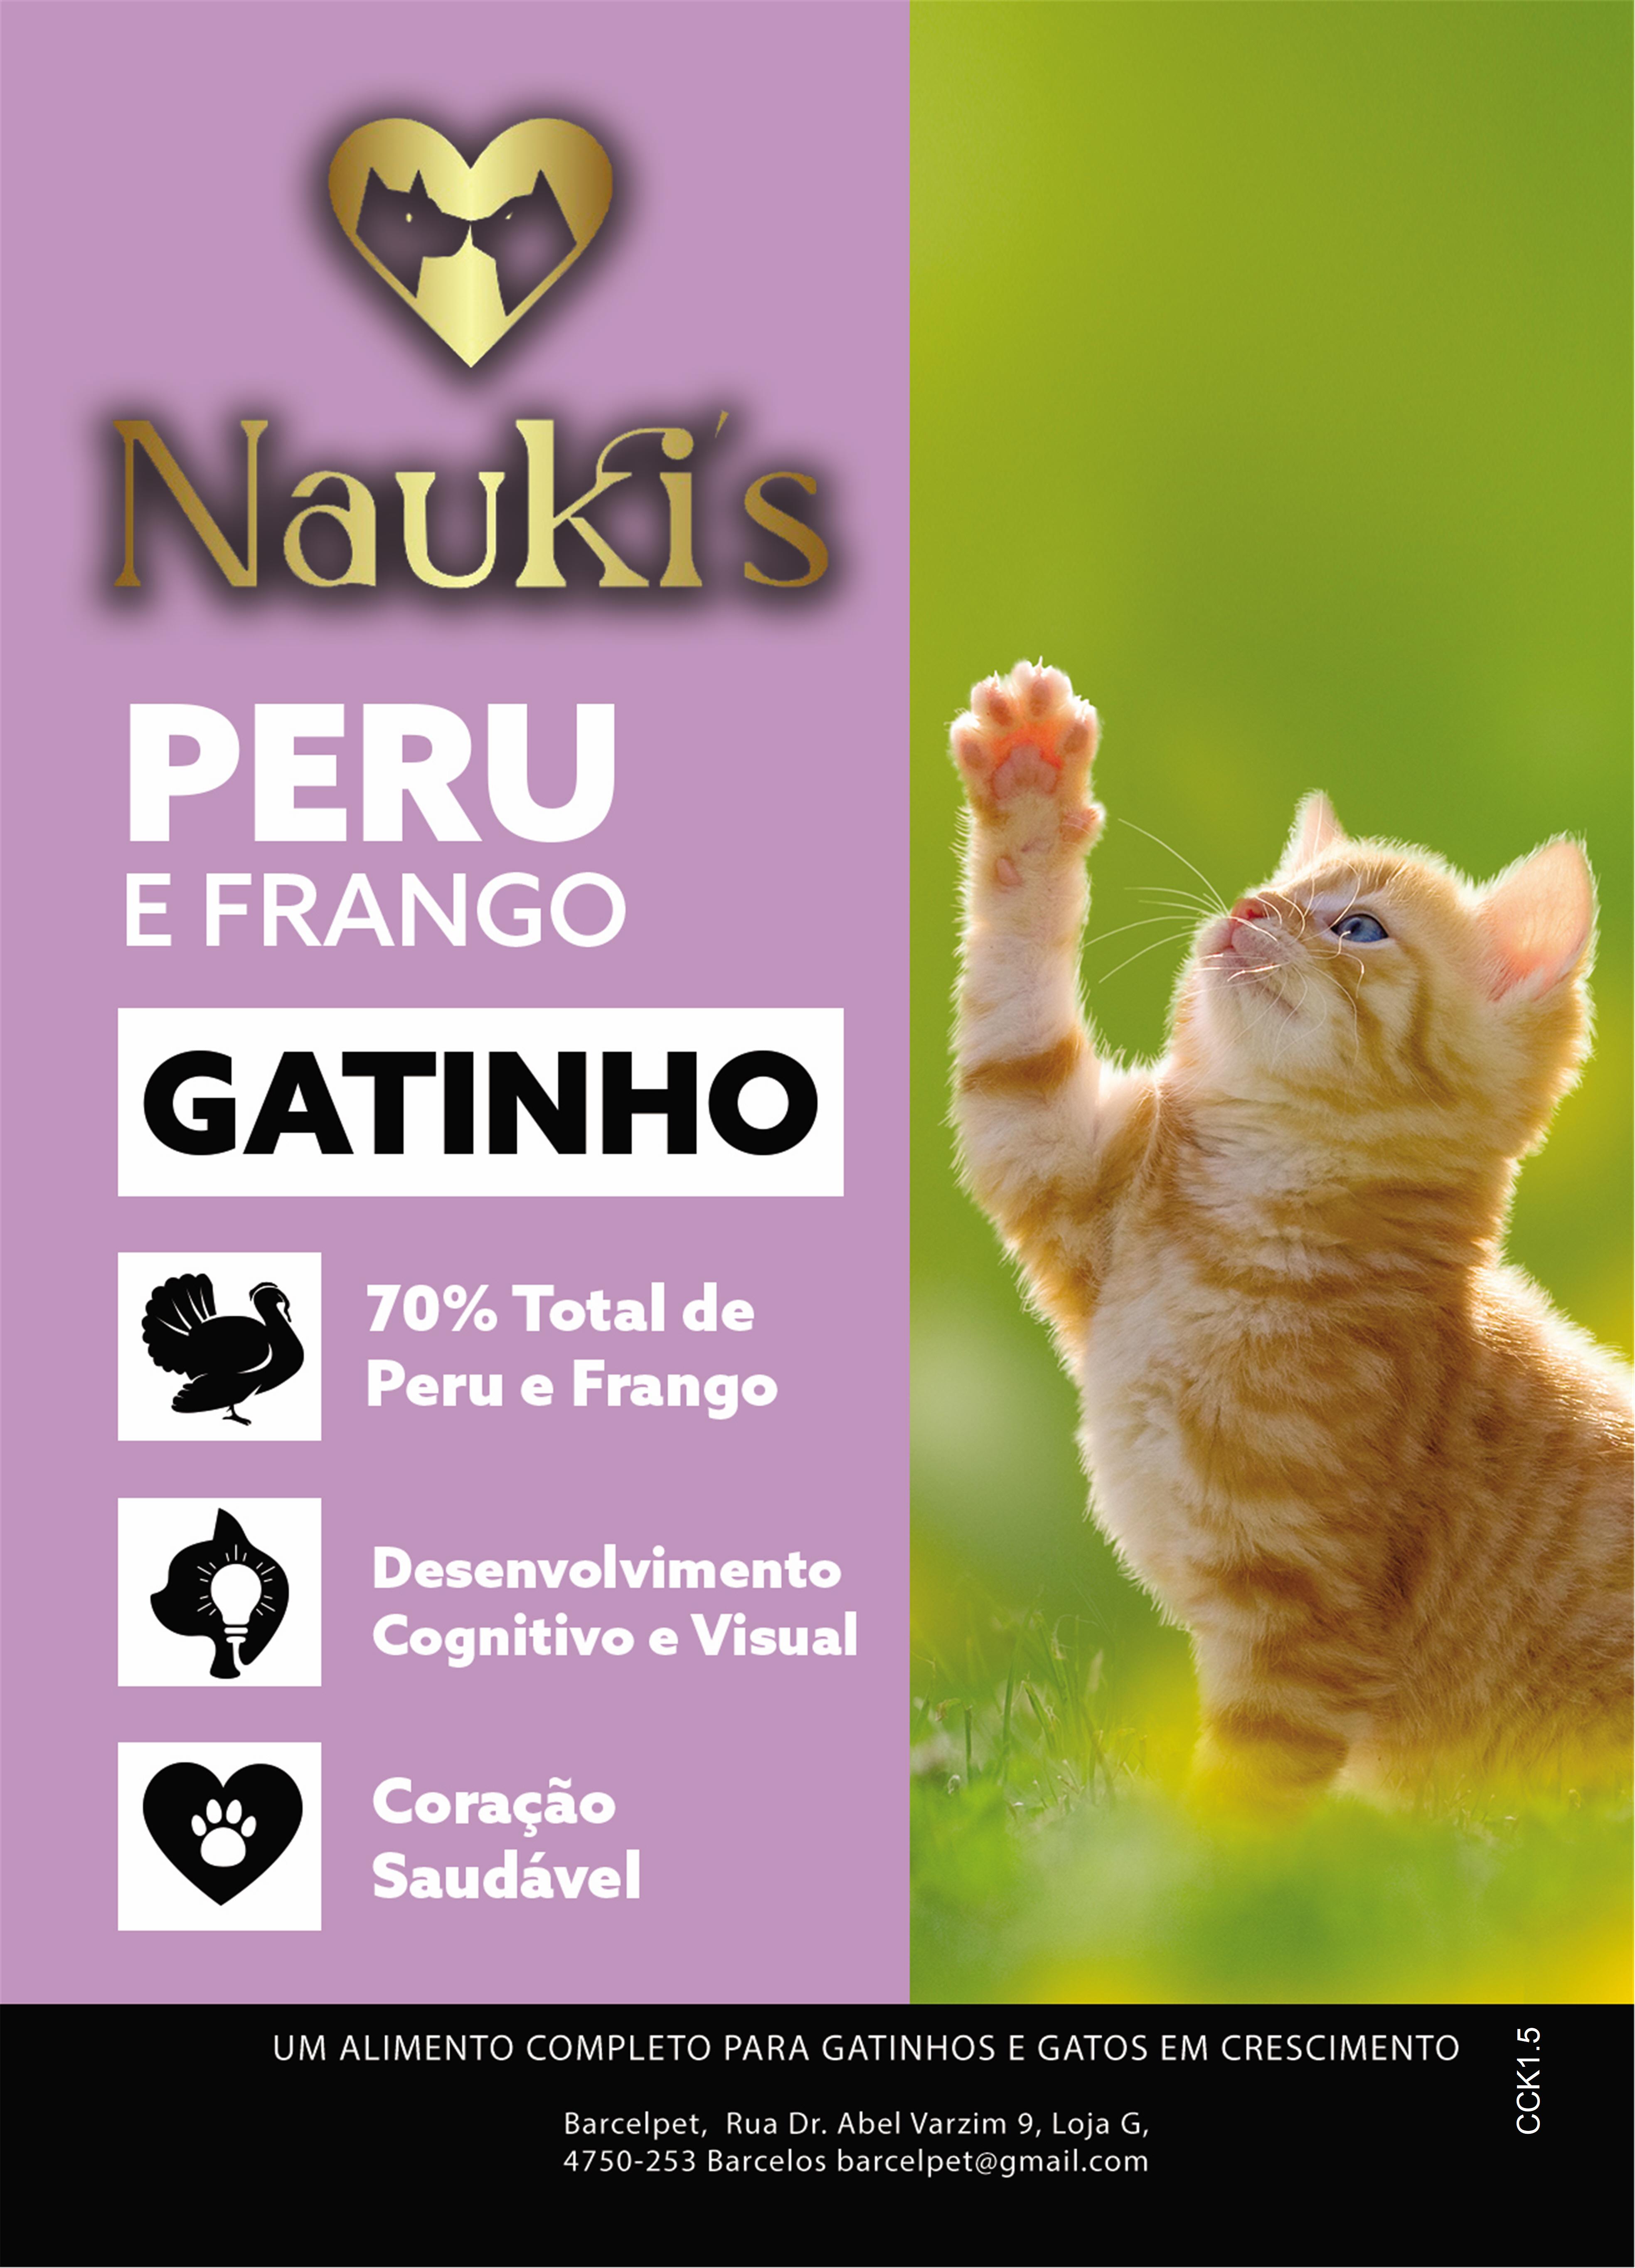 Nauki's
PERU
E FRANGO
GATINHO
70% Total de
Peru e Frango
Desenvolvimento
Cognitivo e Visual
Coração
Saudável
UM ALIMENTO COMPLETO PARA GATINHOS E GATOS EM CRESCIMENTO
Barcelpet, Rua Dr. Abel Varzim 9, Loja G,
4750-253 Barcelos barcelpet@gmail.com
CCK1.5